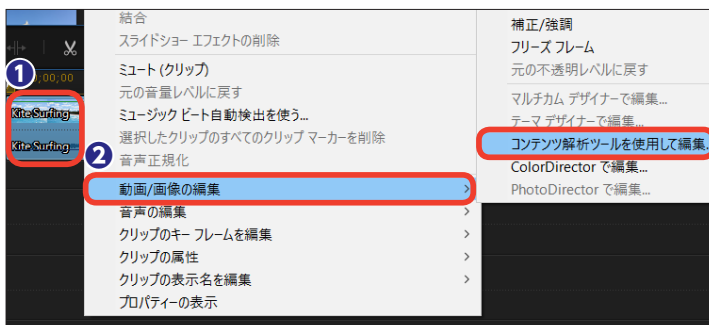 結合
スライドショー エフェクトの削除
ミュート (クリップ)
元の音量レベルに戻す
ミュージック ビート自動検出を使う...
選択したクリップのすべてのクリップ マーカーを削除
音声正規化
動画/画像の編集
音声の編集
クリップのキー フレームを編集
クリップの属性
クリップの表示名を編集
プロパティーの表示
補正/強調
フリーズ フレーム
元の不透明レベルに戻す
マルチカム デザイナーで編集...
テーマ デザイナーで編集...
コンテンツ解析ツールを使用して編集...
ColorDirector で編集...
PhotoDirector で編集...
1
;00;00
KiteSurfing
KiteSurfing
2